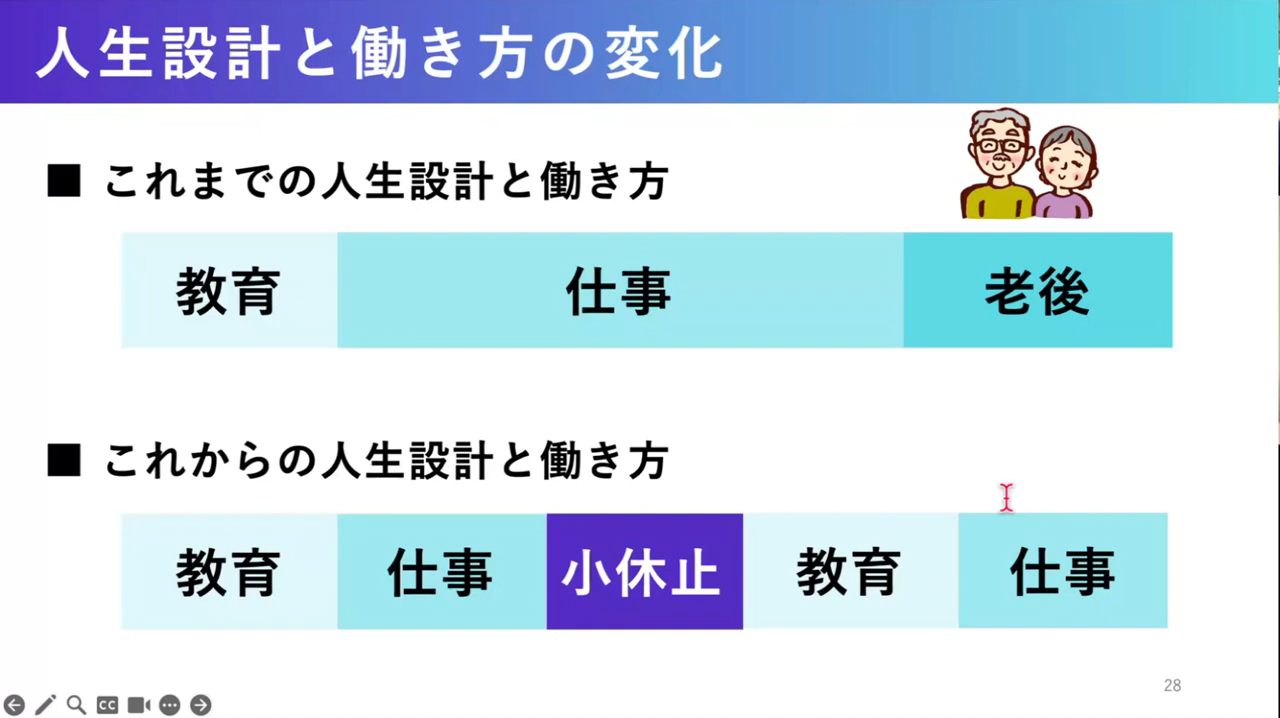 人生設計と働き方の変化
■ これまでの人生設計と働き方
教育 仕事 老後
■ これからの人生設計と働き方
教育 仕事 小休止 教育 仕事
28
CC